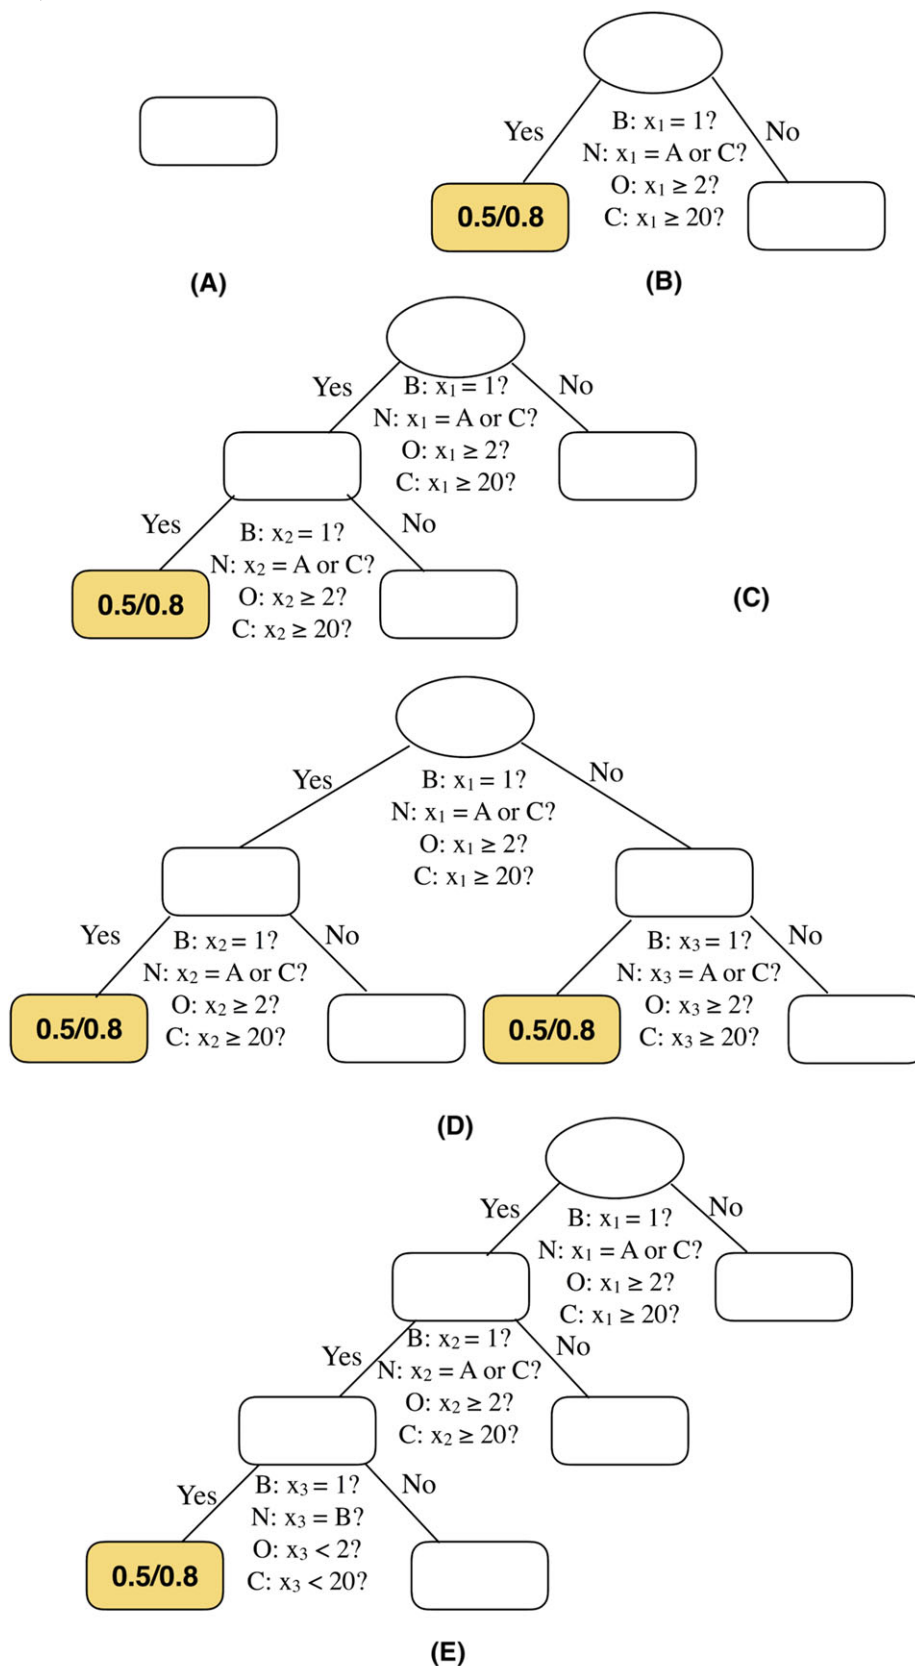 (A)
Yes
No
B: x₁ = 1?
N: x₁ = A or C?
O: x₁ ≥ 2?
C: x₁ ≥ 20?
0.5/0.8
(B)
Yes
No
B: x₁ = 1?
N: x₁ = A or C?
O: x₁ ≥ 2?
C: x₁ ≥ 20?
Yes
No
B: x₂ = 1?
N: x₂ = A or C?
O: x₂ ≥ 2?
C: x₂ ≥ 20?
0.5/0.8
(C)
Yes
No
B: x₁ = 1?
N: x₁ = A or C?
O: x₁ ≥ 2?
C: x₁ ≥ 20?
Yes
No
B: x₂ = 1?
N: x₂ = A or C?
O: x₂ ≥ 2?
C: x₂ ≥ 20?
0.5/0.8
No
B: x₃ = 1?
N: x₃ = A or C?
O: x₃ ≥ 2?
C: x₃ ≥ 20?
0.5/0.8
(D)
Yes
No
B: x₁ = 1?
N: x₁ = A or C?
O: x₁ ≥ 2?
C: x₁ ≥ 20?
Yes
No
B: x₂ = 1?
N: x₂ = A or C?
O: x₂ ≥ 2?
C: x₂ ≥ 20?
Yes
No
B: x₃ = 1?
N: x₃ = B?
O: x₃ < 2?
C: x₃ < 20?
0.5/0.8
(E)